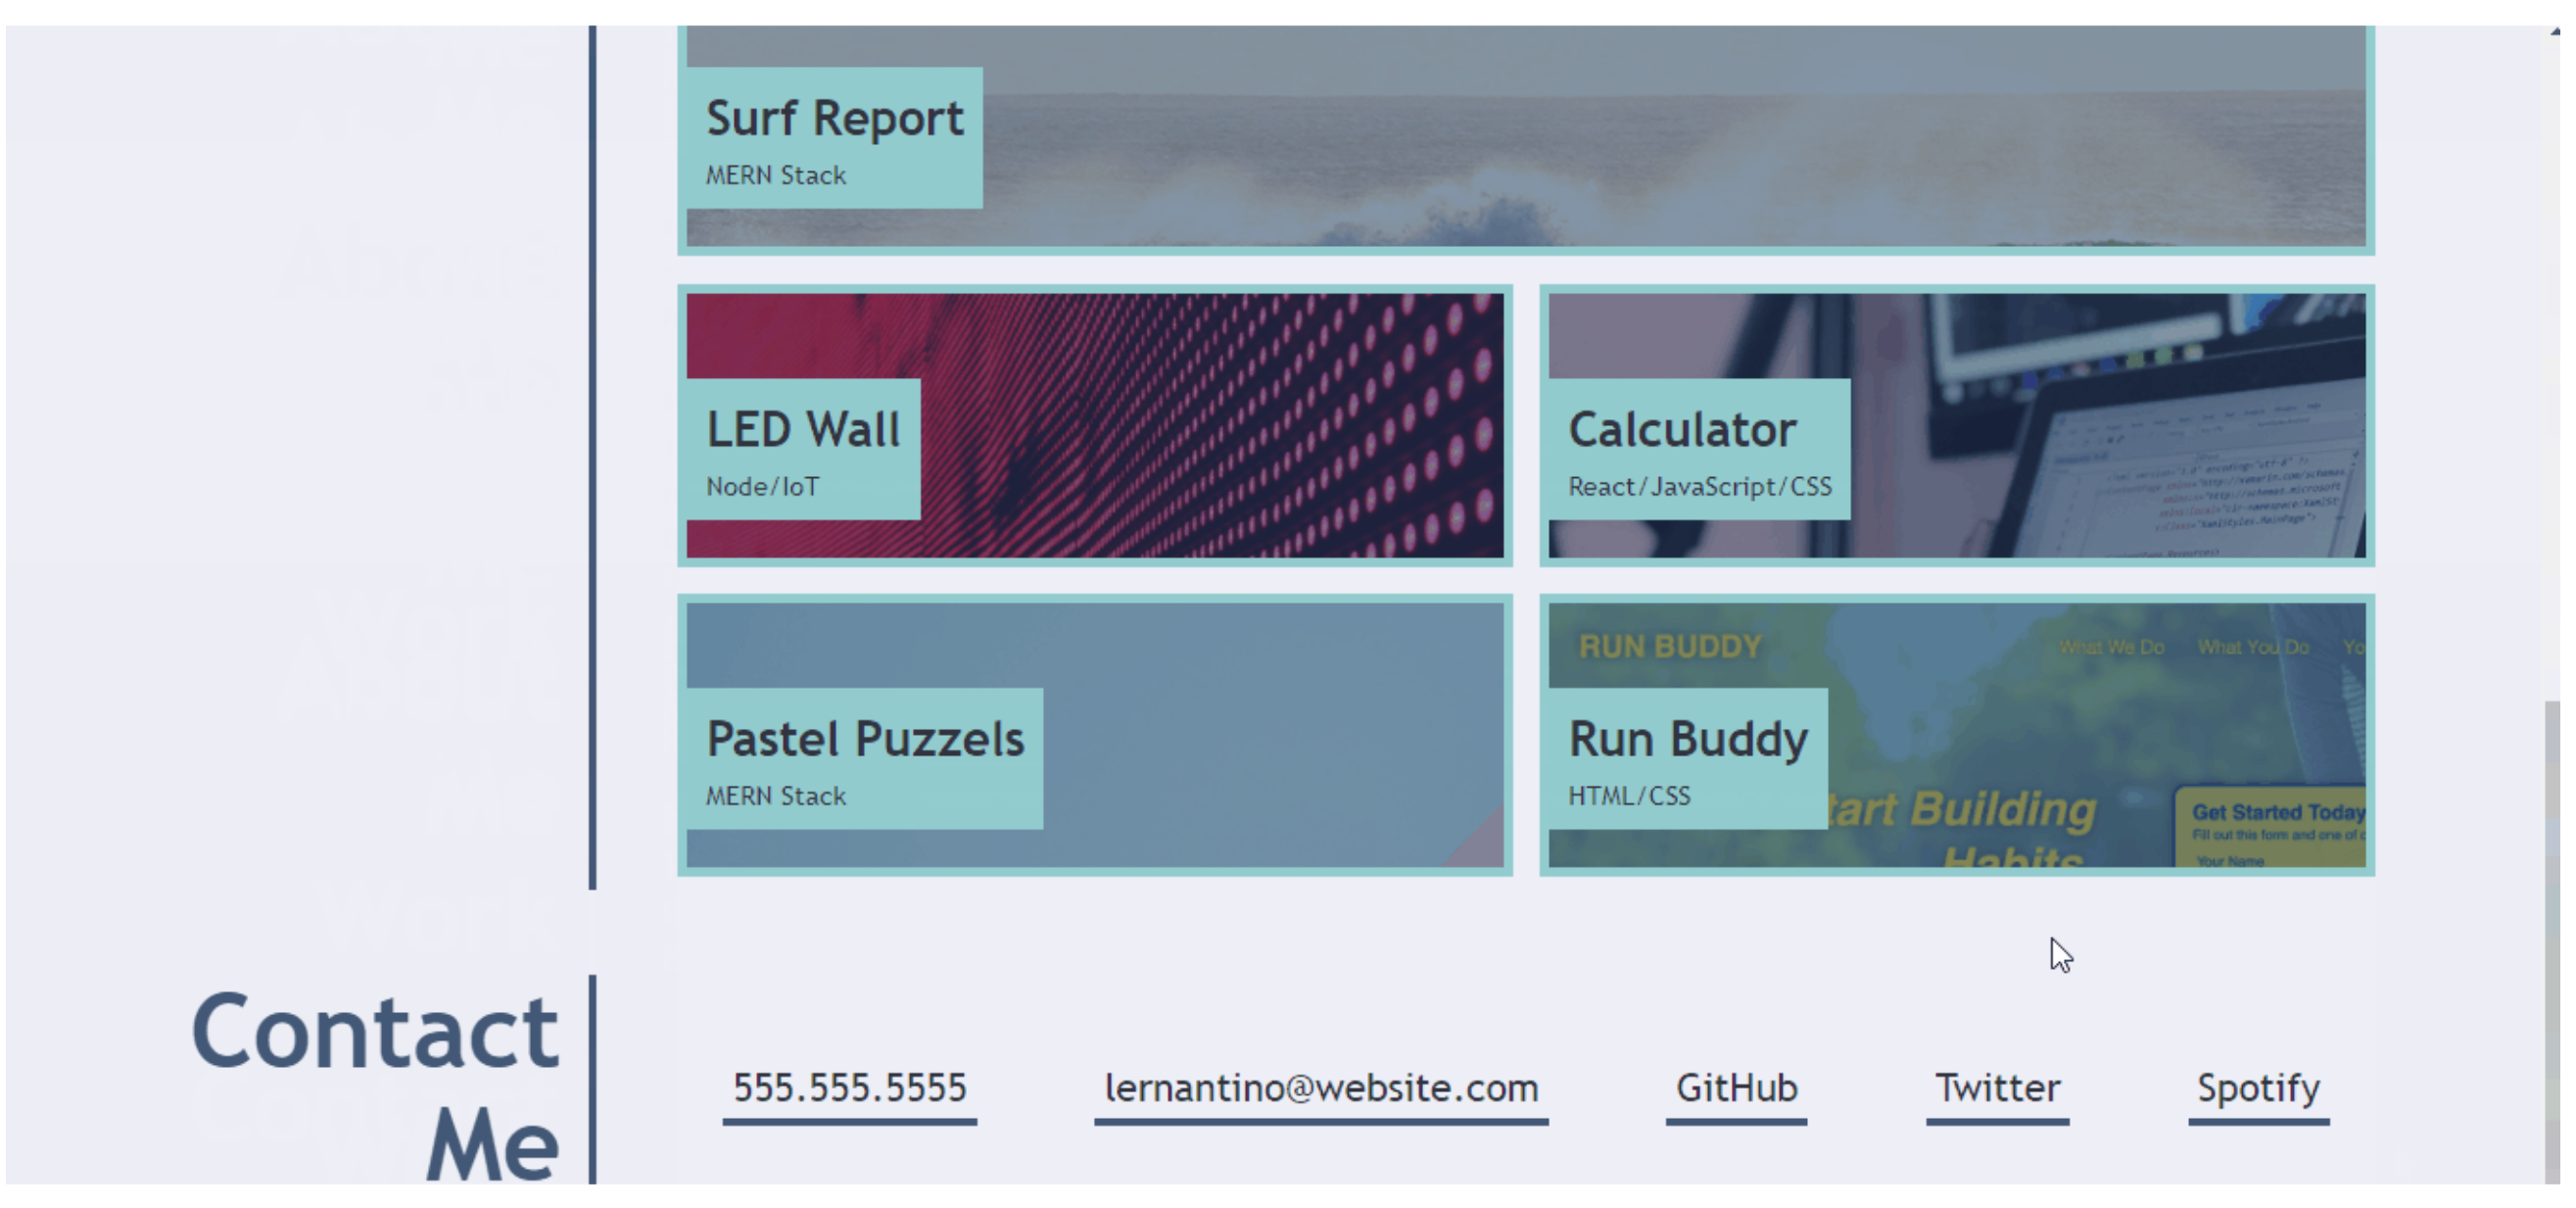 Surf Report
MERN Stack
LED Wall
Node/IoT
Calculator
React/JavaScript/CSS
Pastel Puzzels
MERN Stack
RUN BUDDY
What We Do What You Do Yo
Run Buddy
HTML/CSS
tart Building
Habits
Get Started Today
Fill out this form and one of
Your Name
Contact
Me
555.555.5555 lernantino@website.com GitHub Twitter Spotify